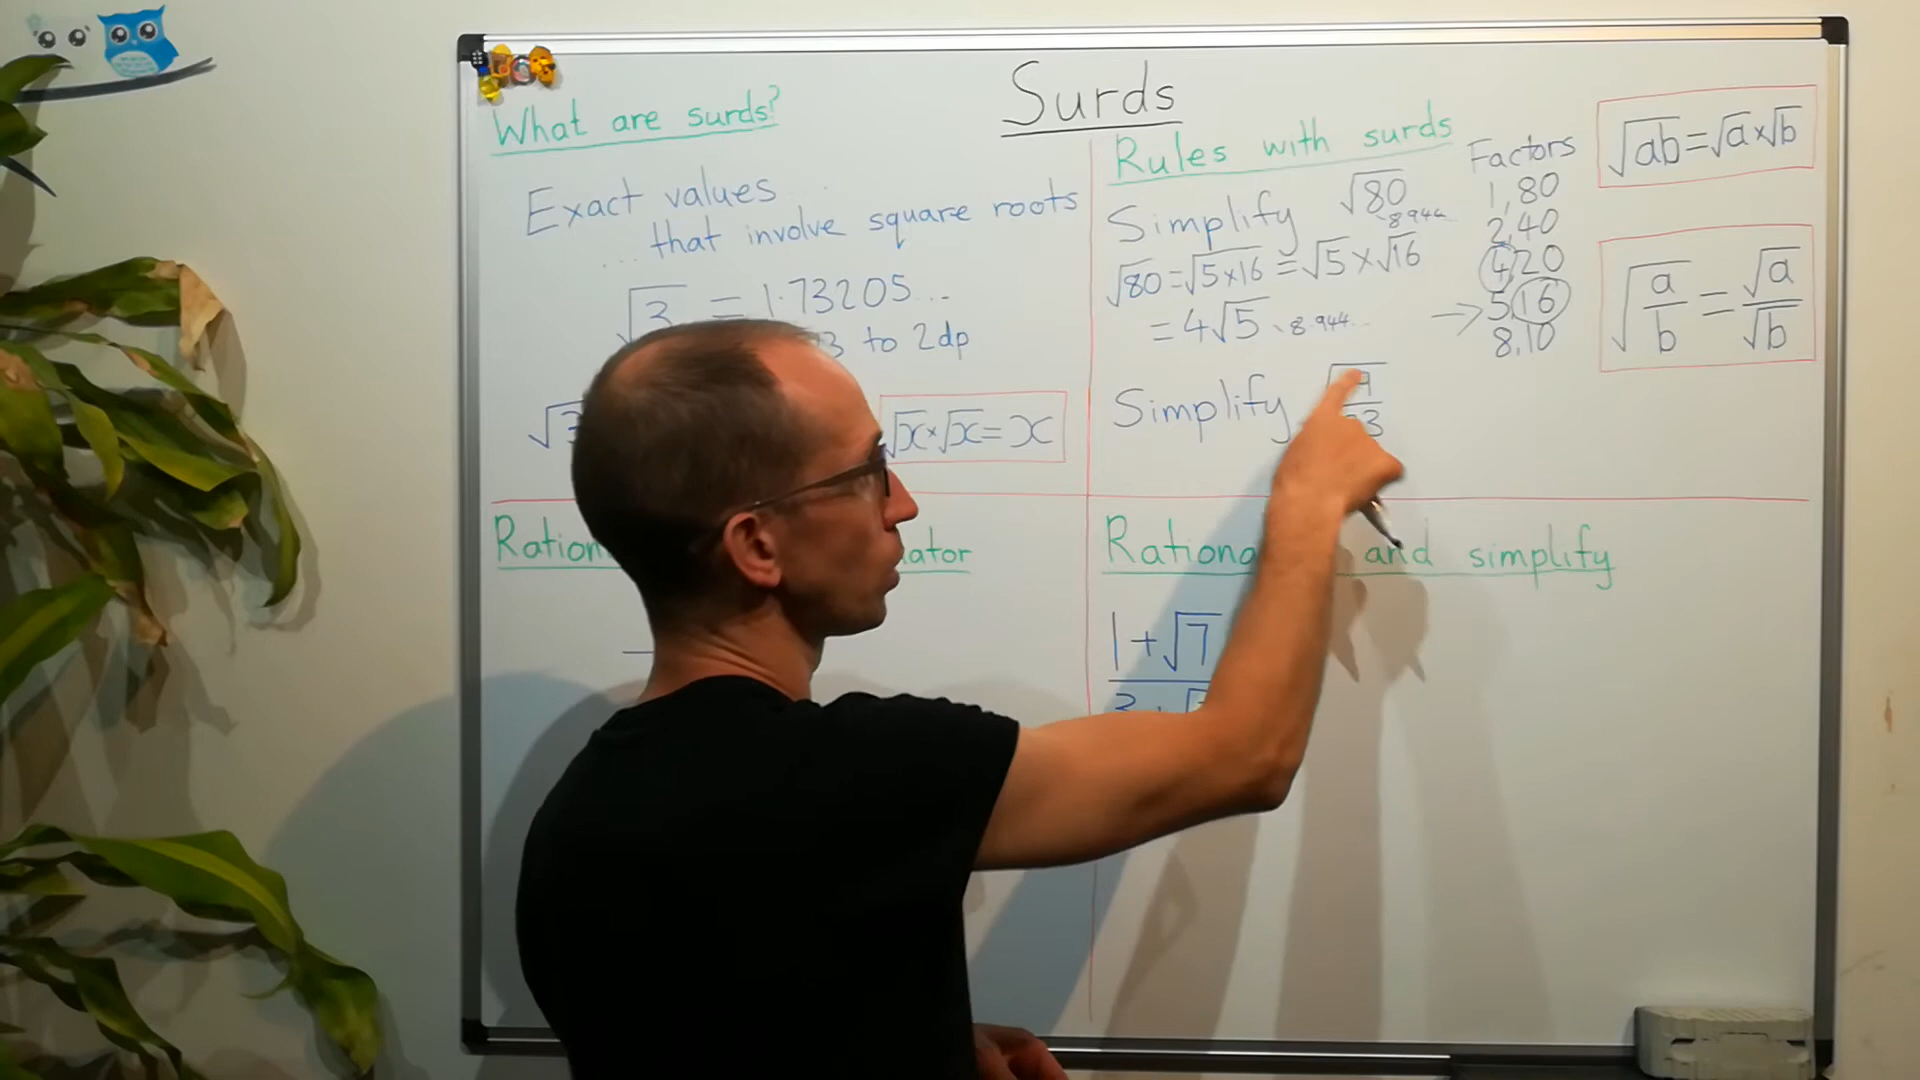 Surds
What are surds?
Exact values
... that involve square roots
√3 = 1.73205...
3 to 2dp
√x×√x=x
Rules with surds
Simplify √80
8.944...
√80 = √5×16 = √5×√16
= 4√5 8.944...
Factors
1,80
2,40
4,20
→ 5,16
8,10
√ab=√a×√b
√a/b = √a/√b
Simplify
Ration ator
Rationa and simplify
1+√7